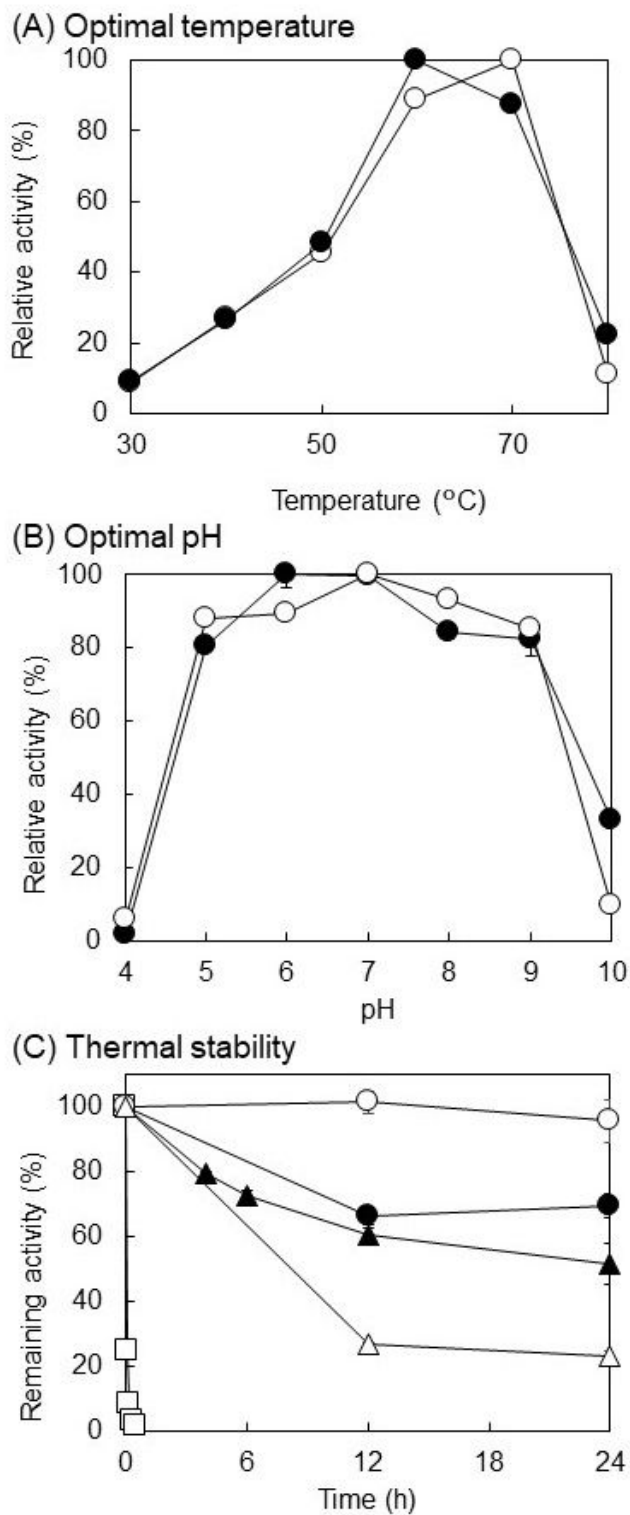 (A) Optimal temperature
100
80
60
40
20
0
Relative activity (%)
30 50 70
Temperature (°C)
(B) Optimal pH
100
80
60
40
20
0
Relative activity (%)
4 5 6 7 8 9 10
pH
(C) Thermal stability
100
80
60
40
20
0
Remaining activity (%)
0 6 12 18 24
Time (h)